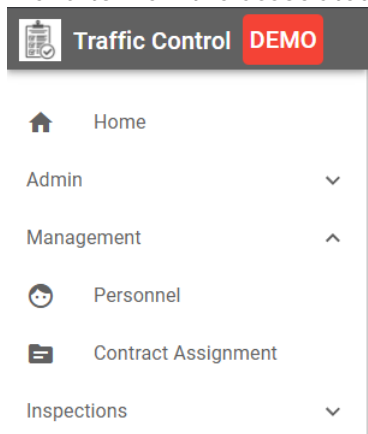 Traffic Control DEMO
Home
Admin
Management
Personnel
Contract Assignment
Inspections